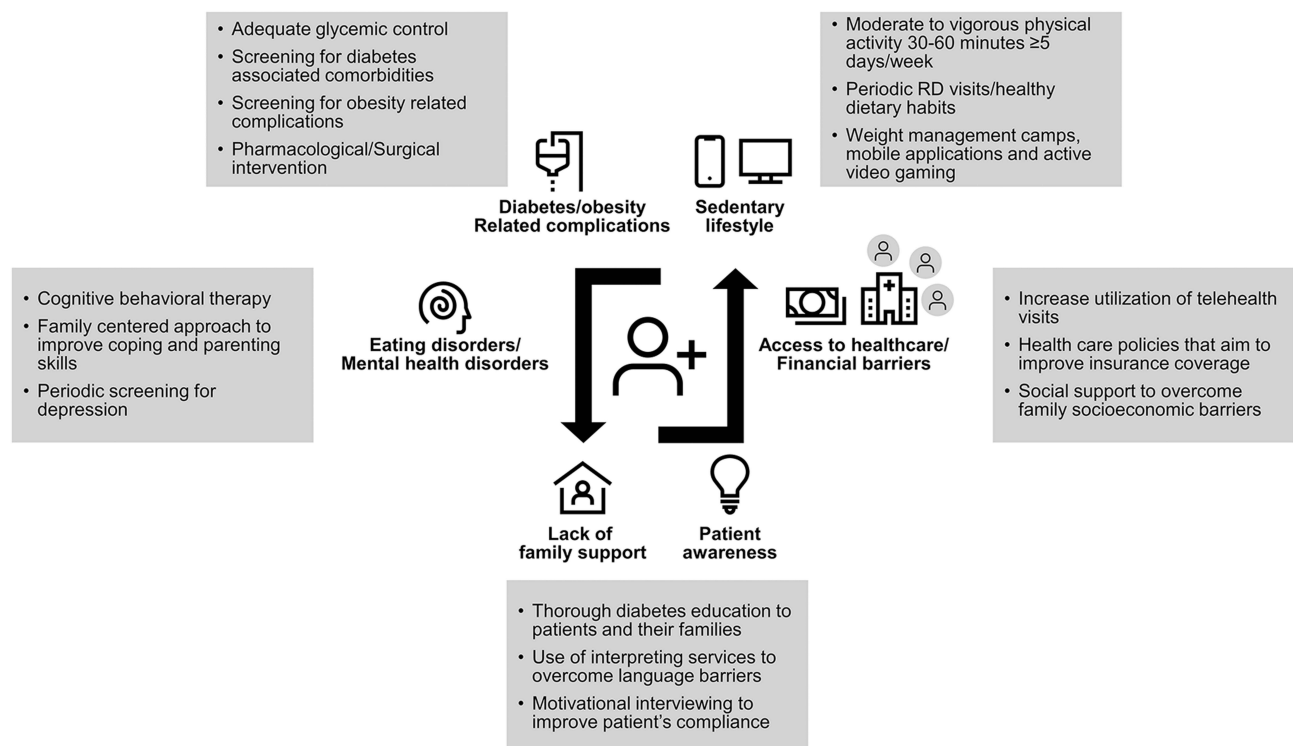 • Adequate glycemic control
• Screening for diabetes
associated comorbidities
• Screening for obesity related
complications
• Pharmacological/Surgical
intervention
• Moderate to vigorous physical
activity 30-60 minutes ≥5
days/week
• Periodic RD visits/healthy
dietary habits
• Weight management camps,
mobile applications and active
video gaming
Diabetes/obesity
Related complications
Sedentary
lifestyle
• Cognitive behavioral therapy
• Family centered approach to
improve coping and parenting
skills
• Periodic screening for
depression
Eating disorders/
Mental health disorders
Access to healthcare/
Financial barriers
• Increase utilization of telehealth
visits
• Health care policies that aim to
improve insurance coverage
• Social support to overcome
family socioeconomic barriers
Lack of
family support
Patient
awareness
• Thorough diabetes education to
patients and their families
• Use of interpreting services to
overcome language barriers
• Motivational interviewing to
improve patient's compliance